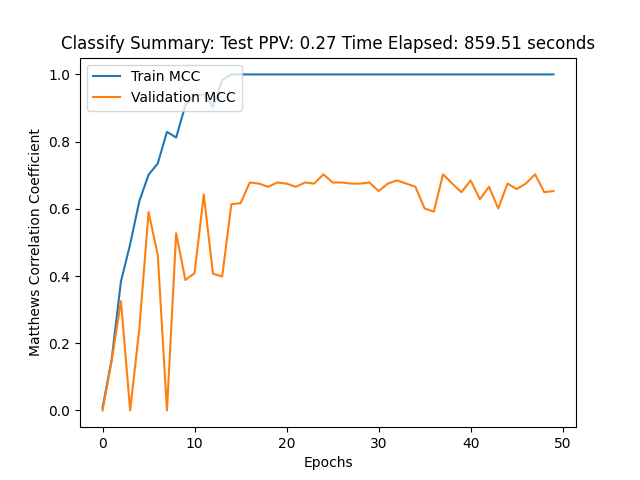 Classify Summary: Test PPV: 0.27 Time Elapsed: 859.51 seconds
Train MCC
Validation MCC
Matthews Correlation Coefficient
1.0
0.8
0.6
0.4
0.2
0.0
0 10 20 30 40 50
Epochs